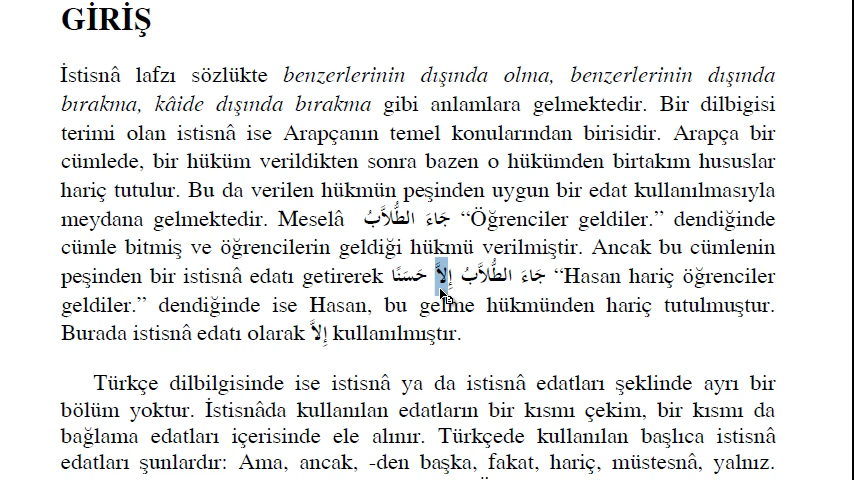 GİRİŞ
İstisnâ lafzı sözlükte benzerlerinin dışında olma, benzerlerinin dışında
bırakma, kâide dışında bırakma gibi anlamlara gelmektedir. Bir dilbigisi
terimi olan istisnâ ise Arapçanın temel konularından birisidir. Arapça bir
cümlede, bir hüküm verildikten sonra bazen o hükümden birtakım hususlar
hariç tutulur. Bu da verilen hükmün peşinden uygun bir edat kullanılmasıyla
meydana gelmektedir. Meselâ جَاءَ الطُّلاَّبُ “Öğrenciler geldiler.” dendiğinde
cümle bitmiş ve öğrencilerin geldiği hükmü verilmiştir. Ancak bu cümlenin
peşinden bir istisnâ edatı getirerek جَاءَ الطُّلاَّبُ إِلاَّ حَسَنًا “Hasan hariç öğrenciler
geldiler.” dendiğinde ise Hasan, bu gelme hükmünden hariç tutulmuştur.
Burada istisnâ edatı olarak إِلاَّ kullanılmıştır.
Türkçe dilbilgisinde ise istisnâ ya da istisnâ edatları şeklinde ayrı bir
bölüm yoktur. İstisnâda kullanılan edatların bir kısmı çekim, bir kısmı da
bağlama edatları içerisinde ele alınır. Türkçede kullanılan başlıca istisnâ
edatları şunlardır: Ama, ancak, -den başka, fakat, hariç, müstesnâ, yalnız.